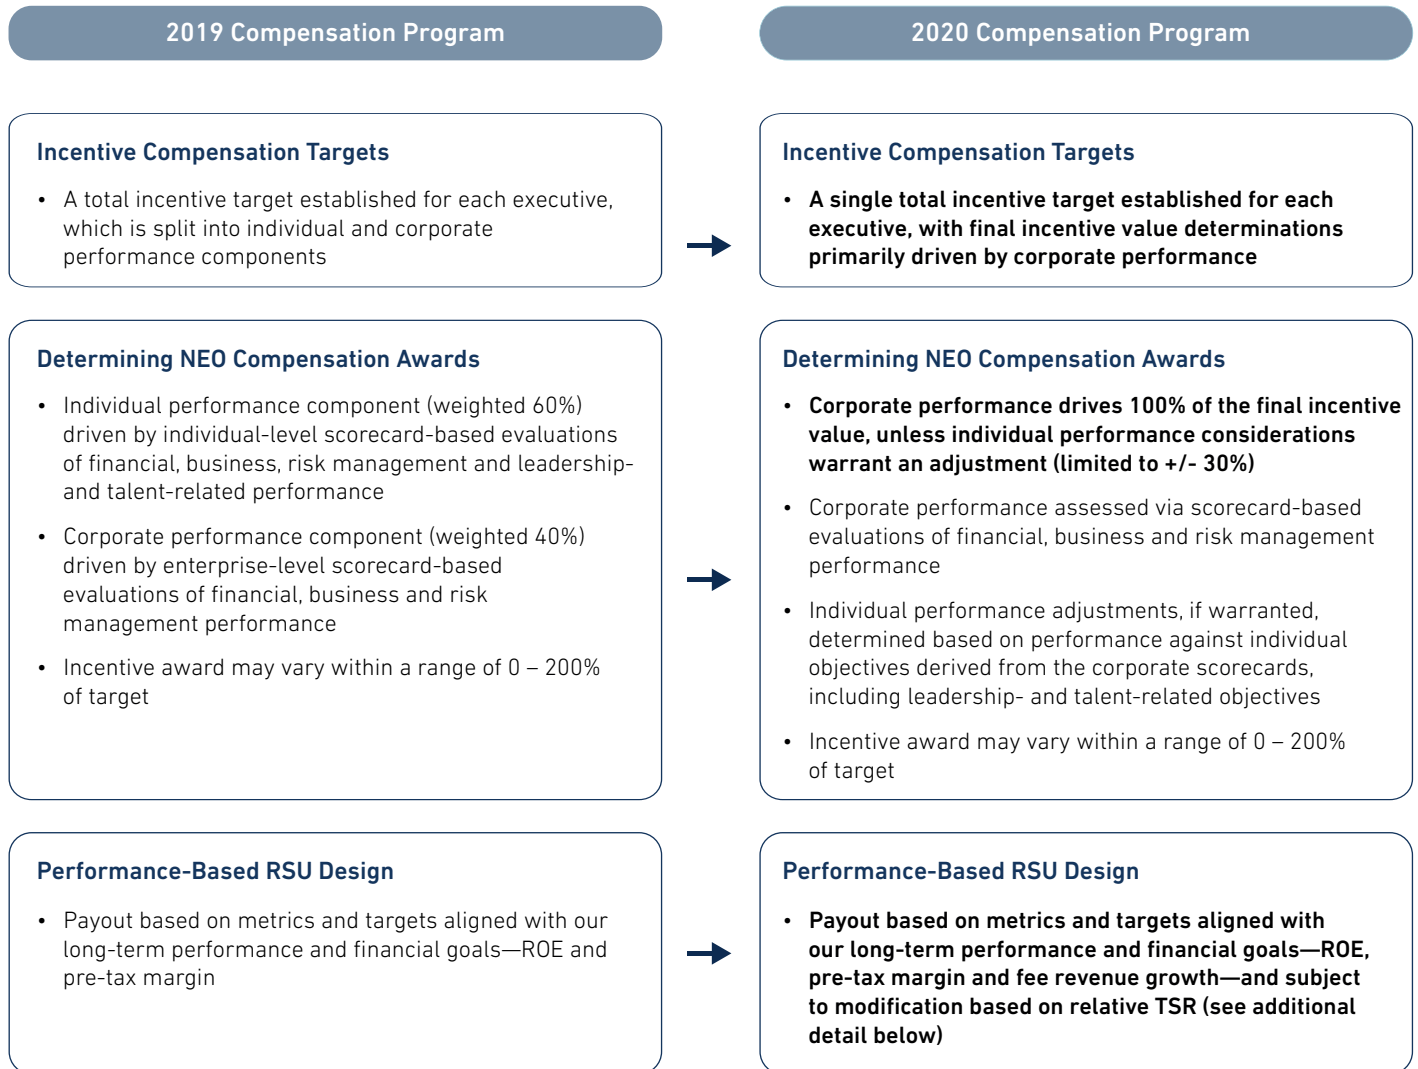 2019 Compensation Program
2020 Compensation Program
Incentive Compensation Targets
• A total incentive target established for each executive,
which is split into individual and corporate
performance components
Incentive Compensation Targets
• A single total incentive target established for each
executive, with final incentive value determinations
primarily driven by corporate performance
Determining NEO Compensation Awards
• Individual performance component (weighted 60%)
driven by individual-level scorecard-based evaluations
of financial, business, risk management and leadership-
and talent-related performance
• Corporate performance component (weighted 40%)
driven by enterprise-level scorecard-based
evaluations of financial, business and risk
management performance
• Incentive award may vary within a range of 0 – 200%
of target
Determining NEO Compensation Awards
• Corporate performance drives 100% of the final incentive
value, unless individual performance considerations
warrant an adjustment (limited to +/- 30%)
• Corporate performance assessed via scorecard-based
evaluations of financial, business and risk management
performance
• Individual performance adjustments, if warranted,
determined based on performance against individual
objectives derived from the corporate scorecards,
including leadership- and talent-related objectives
• Incentive award may vary within a range of 0 – 200%
of target
Performance-Based RSU Design
• Payout based on metrics and targets aligned with our
long-term performance and financial goals—ROE and
pre-tax margin
Performance-Based RSU Design
• Payout based on metrics and targets aligned with
our long-term performance and financial goals—ROE,
pre-tax margin and fee revenue growth—and subject
to modification based on relative TSR (see additional
detail below)